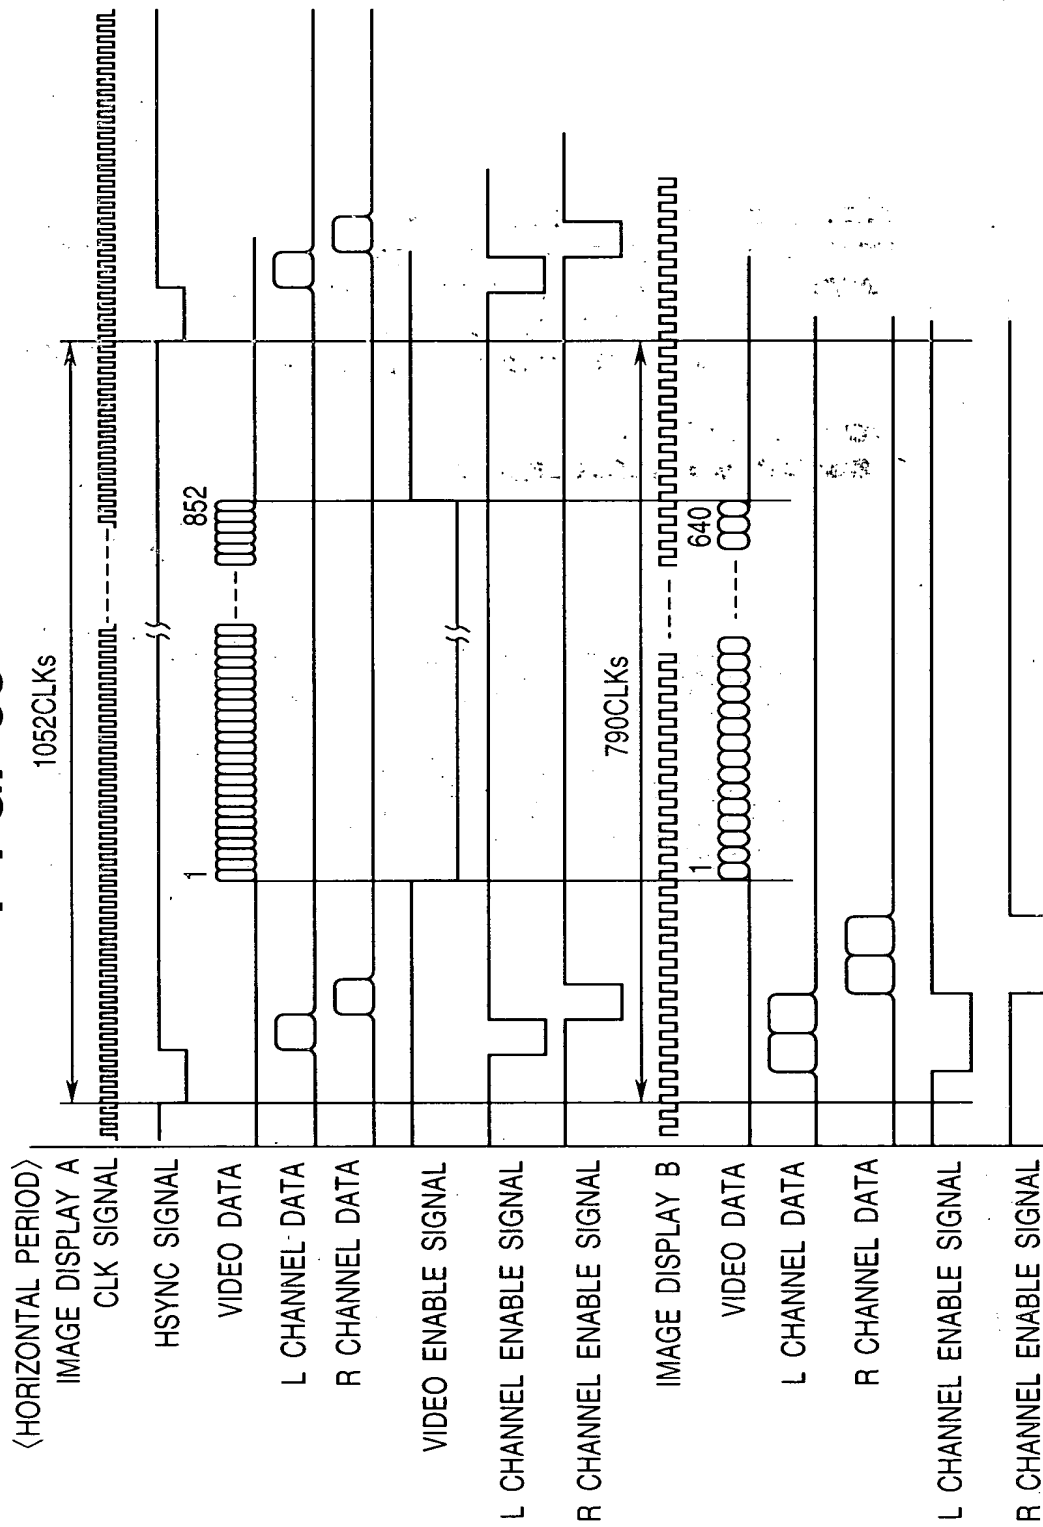 〈HORIZONTAL PERIOD〉
IMAGE DISPLAY A
1052CLKs
CLK SIGNAL
HSYNC SIGNAL
VIDEO DATA
1
852
L CHANNEL DATA
R CHANNEL DATA
VIDEO ENABLE SIGNAL
L CHANNEL ENABLE SIGNAL
R CHANNEL ENABLE SIGNAL
790CLKs
IMAGE DISPLAY B
VIDEO DATA
1
640
L CHANNEL DATA
R CHANNEL DATA
L CHANNEL ENABLE SIGNAL
R CHANNEL ENABLE SIGNAL